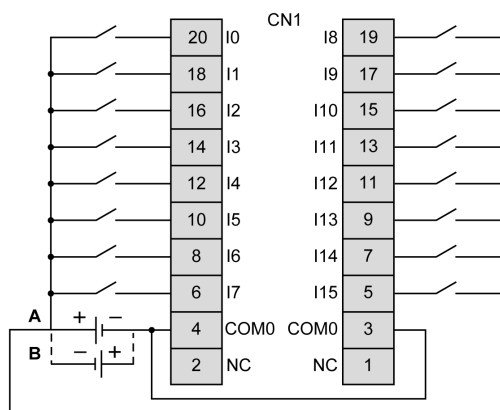 CN1
20 I0 I8 19
18 I1 I9 17
16 I2 I10 15
14 I3 I11 13
12 I4 I12 11
10 I5 I13 9
8 I6 I14 7
6 I7 I15 5
A + − 4 COM0 COM0 3
B − + 2 NC NC 1